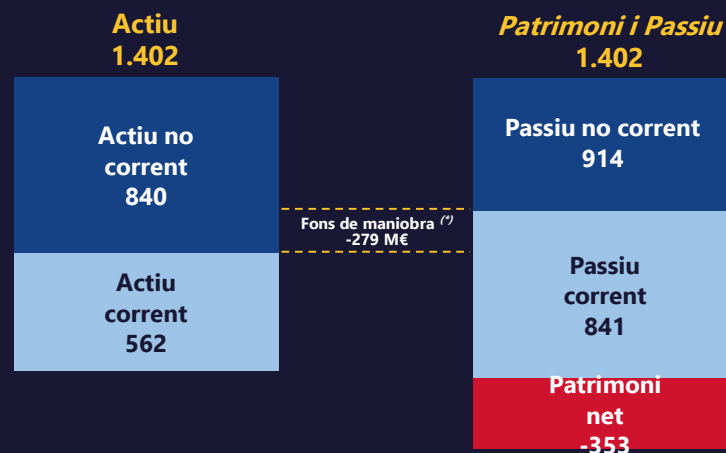 Actiu
1.402
Patrimoni i Passiu
1.402
Actiu no
corrent
840
Passiu no corrent
914
Fons de maniobra (*)
-279 M€
Actiu
corrent
562
Passiu
corrent
841
Patrimoni
net
-353